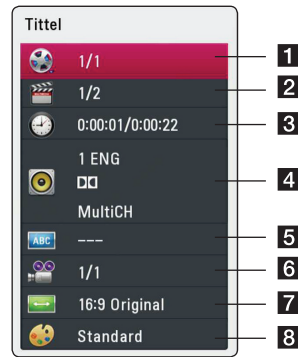 Tittel
1/1
1
1/2
2
0:00:01/0:00:22
3
1 ENG
MultiCH
4
ABC
---
5
1/1
6
16:9 Original
7
Standard
8